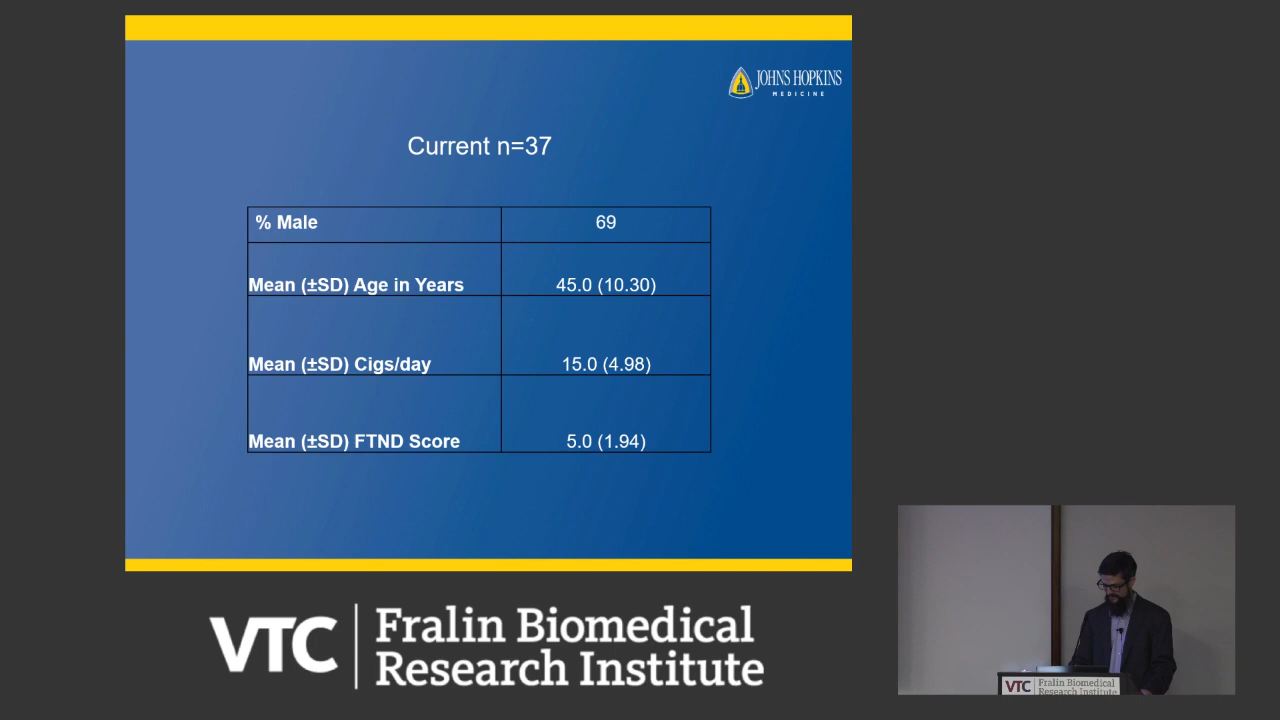 JOHNS HOPKINS
MEDICINE
Current n=37
% Male 69
Mean (±SD) Age in Years 45.0 (10.30)
Mean (±SD) Cigs/day 15.0 (4.98)
Mean (±SD) FTND Score 5.0 (1.94)
VTC Fralin Biomedical
Research Institute
VTC Fralin Biomedical
Research Institute